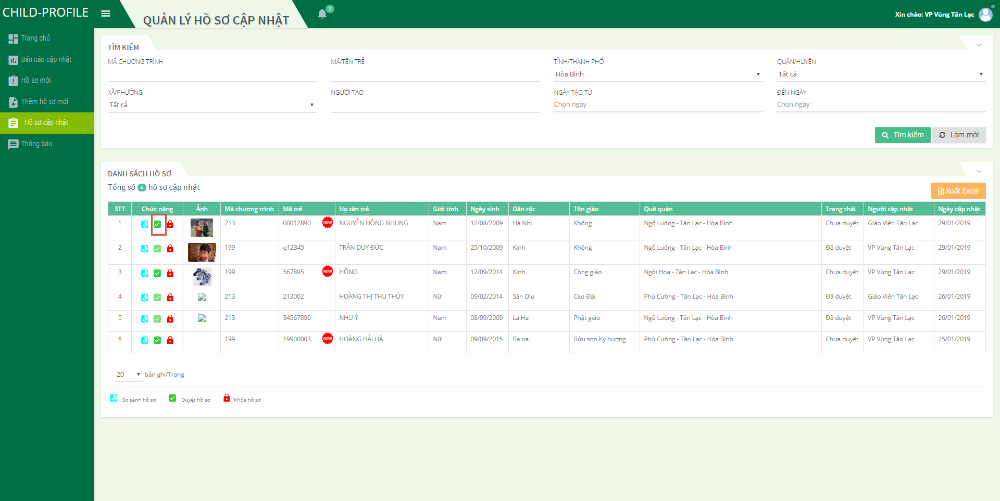 CHILD-PROFILE
QUẢN LÝ HỒ SƠ CẬP NHẬT
2
Xin chào: VP Vùng Tân Lạc
Trang chủ
Báo cáo cập nhật
Hồ sơ mới
Thêm hồ sơ mới
Hồ sơ cập nhật
Thông báo
TÌM KIẾM
MÃ CHƯƠNG TRÌNH
MÃ/TÊN TRẺ
TỈNH/THÀNH PHỐ
QUẬN/HUYỆN
Hòa Bình
Tất cả
XÃ/PHƯỜNG
NGƯỜI TẠO
NGÀY TẠO TỪ
ĐẾN NGÀY
Tất cả
Chọn ngày
Chọn ngày
Tìm kiếm
Làm mới
DANH SÁCH HỒ SƠ
Tổng số 6 hồ sơ cập nhật
Xuất Excel
STT Chức năng Ảnh Mã chương trình Mã trẻ Họ tên trẻ Giới tính Ngày sinh Dân tộc Tôn giáo Quê quán Trạng thái Người cập nhật Ngày cập nhật
1 213 00012890 NEW NGUYỄN HỒNG NHUNG Nam 12/08/2009 Hà Nhì Không Ngổ Luông - Tân Lạc - Hòa Bình Chưa duyệt Giáo Viên Tân Lạc 29/01/2019
2 199 q12345 TRẦN DUY ĐỨC Nam 25/10/2009 Kinh Không Ngổ Luông - Tân Lạc - Hòa Bình Đã duyệt VP Vùng Tân Lạc 29/01/2019
3 199 567895 NEW HỒNG Nam 12/09/2014 Kinh Công giáo Ngòi Hoa - Tân Lạc - Hòa Bình Chưa duyệt VP Vùng Tân Lạc 29/01/2019
4 213 213002 HOÀNG THỊ THU THỦY Nữ 09/02/2014 Sán Dìu Cao Đài Phú Cường - Tân Lạc - Hòa Bình Đã duyệt Giáo Viên Tân Lạc 26/01/2019
5 213 34567890 NHƯ Ý Nam 08/09/2009 La Ha Phật giáo Ngổ Luông - Tân Lạc - Hòa Bình Đã duyệt VP Vùng Tân Lạc 26/01/2019
6 199 19900003 NEW HOÀNG HẢI HÀ Nữ 09/09/2015 Ba na Bửu sơn Kỳ hương Phú Cường - Tân Lạc - Hòa Bình Chưa duyệt VP Vùng Tân Lạc 25/01/2019
20 bản ghi/Trang
So sánh hồ sơ Duyệt hồ sơ Khóa hồ sơ